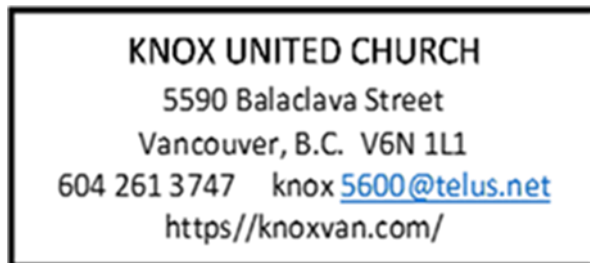 KNOX UNITED CHURCH
5590 Balaclava Street
Vancouver, B.C. V6N 1L1
604 261 3747 knox 5600@telus.net
https//knoxvan.com/